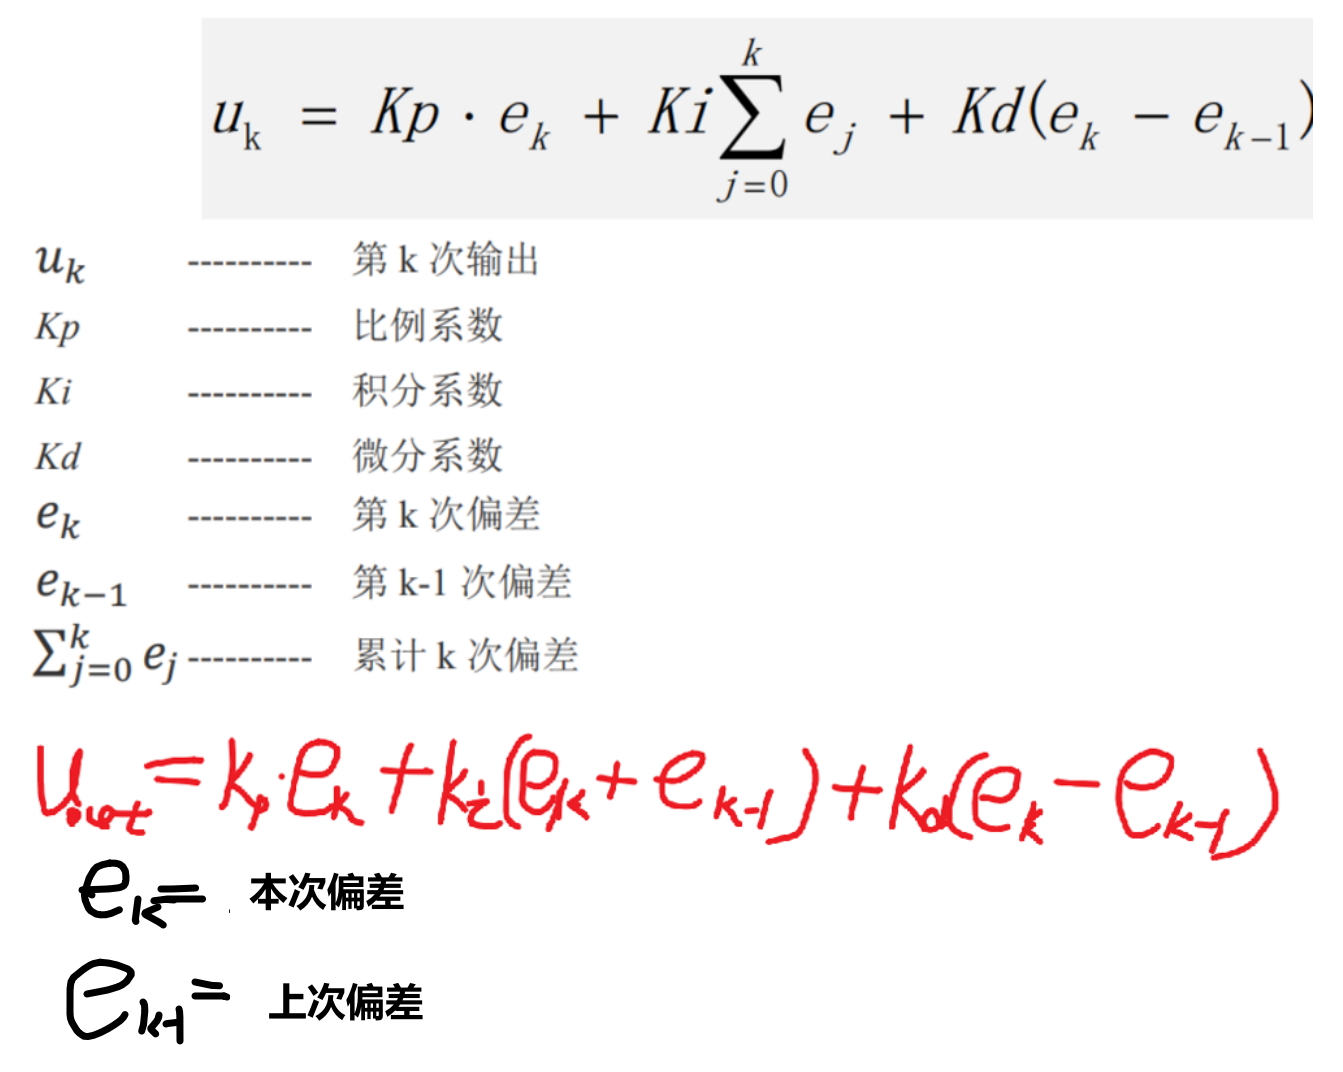 u_k = Kp · e_k + Ki ∑_{j=0}^{k} e_j + Kd(e_k − e_{k−1})
u_k ---------- 第 k 次输出
Kp ---------- 比例系数
Ki ---------- 积分系数
Kd ---------- 微分系数
e_k ---------- 第 k 次偏差
e_{k−1} ---------- 第 k-1 次偏差
∑_{j=0}^{k} e_j ---------- 累计 k 次偏差
u_out = k_p·e_k + k_i(e_k + e_{k-1}) + k_d(e_k − e_{k-1})
e_k = 本次偏差
e_{k-1} = 上次偏差